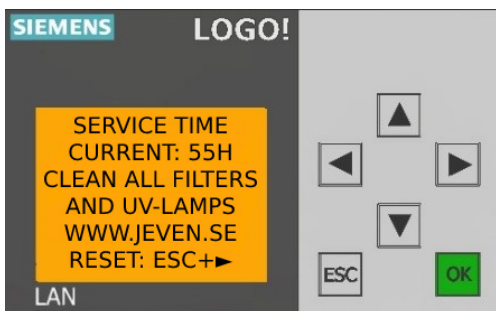 SIEMENS LOGO!
SERVICE TIME
CURRENT: 55H
CLEAN ALL FILTERS
AND UV-LAMPS
WWW.JEVEN.SE
RESET: ESC+►
LAN
ESC
OK